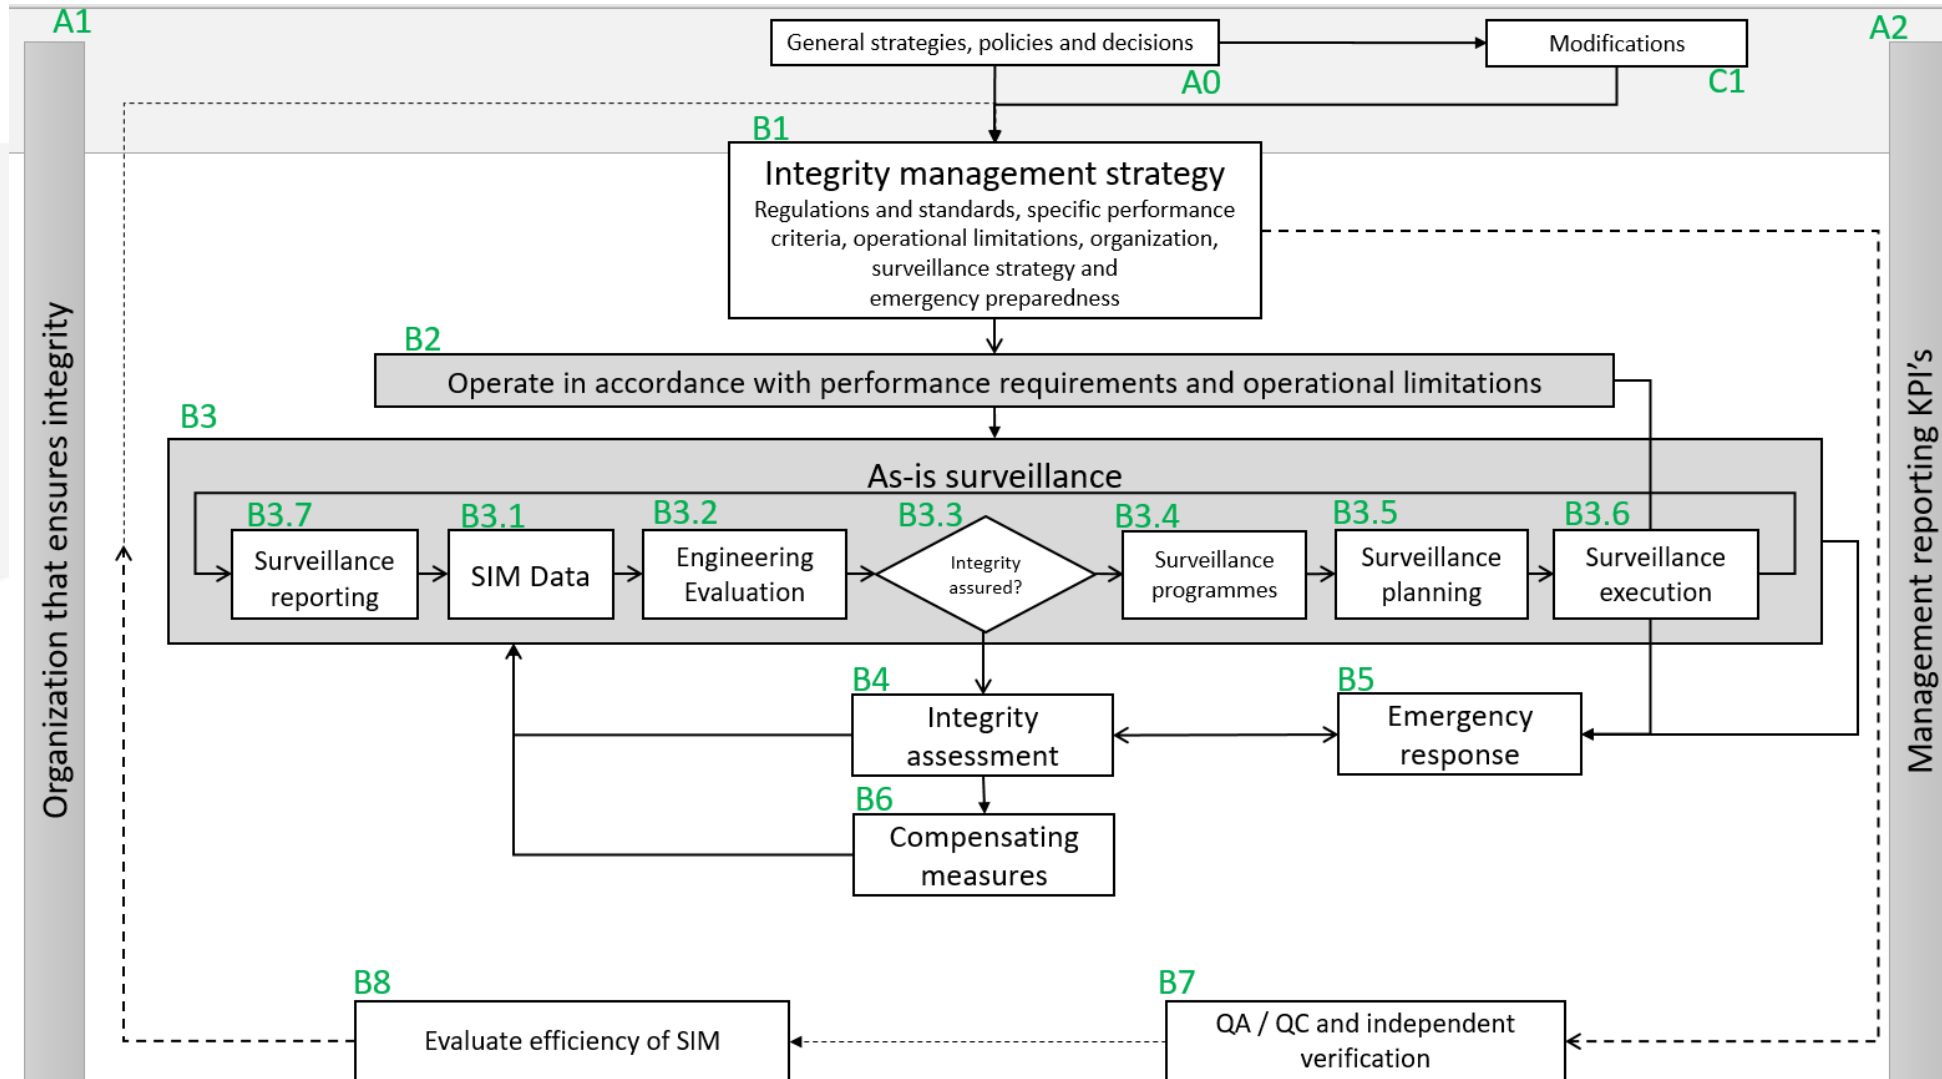 A1
A2
General strategies, policies and decisions
Modifications
A0
C1
B1
Integrity management strategy
Regulations and standards, specific performance
criteria, operational limitations, organization,
surveillance strategy and
emergency preparedness
B2
Operate in accordance with performance requirements and operational limitations
B3
As-is surveillance
B3.7
Surveillance
reporting
B3.1
SIM Data
B3.2
Engineering
Evaluation
B3.3
Integrity
assured?
B3.4
Surveillance
programmes
B3.5
Surveillance
planning
B3.6
Surveillance
execution
B4
Integrity
assessment
B5
Emergency
response
B6
Compensating
measures
B8
Evaluate efficiency of SIM
B7
QA / QC and independent
verification
Organization that ensures integrity
Management reporting KPI's